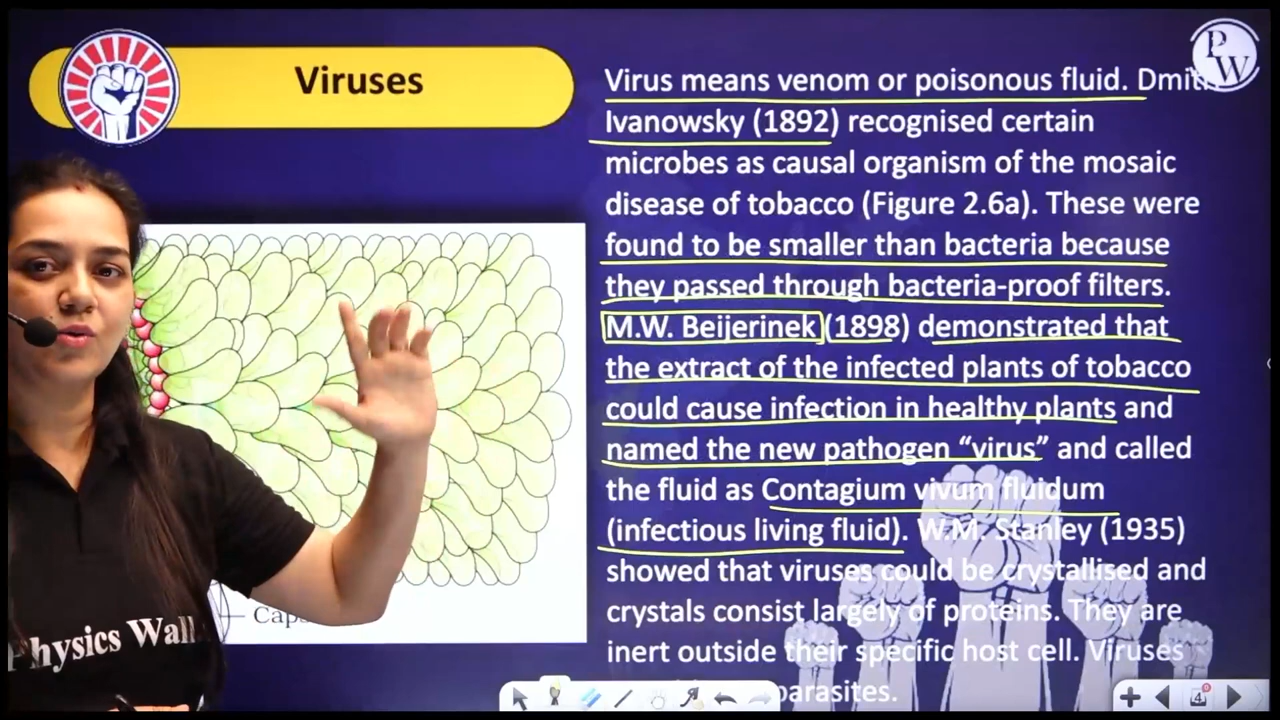 Viruses
PW
Virus means venom or poisonous fluid. Dmitri
Ivanowsky (1892) recognised certain
microbes as causal organism of the mosaic
disease of tobacco (Figure 2.6a). These were
found to be smaller than bacteria because
they passed through bacteria-proof filters.
M.W. Beijerinek (1898) demonstrated that
the extract of the infected plants of tobacco
could cause infection in healthy plants and
named the new pathogen “virus” and called
the fluid as Contagium vivum fluidum
(infectious living fluid). W.M. Stanley (1935)
showed that viruses could be crystallised and
crystals consist largely of proteins. They are
inert outside their specific host cell. Viruses
parasites.
Physics Wall
4